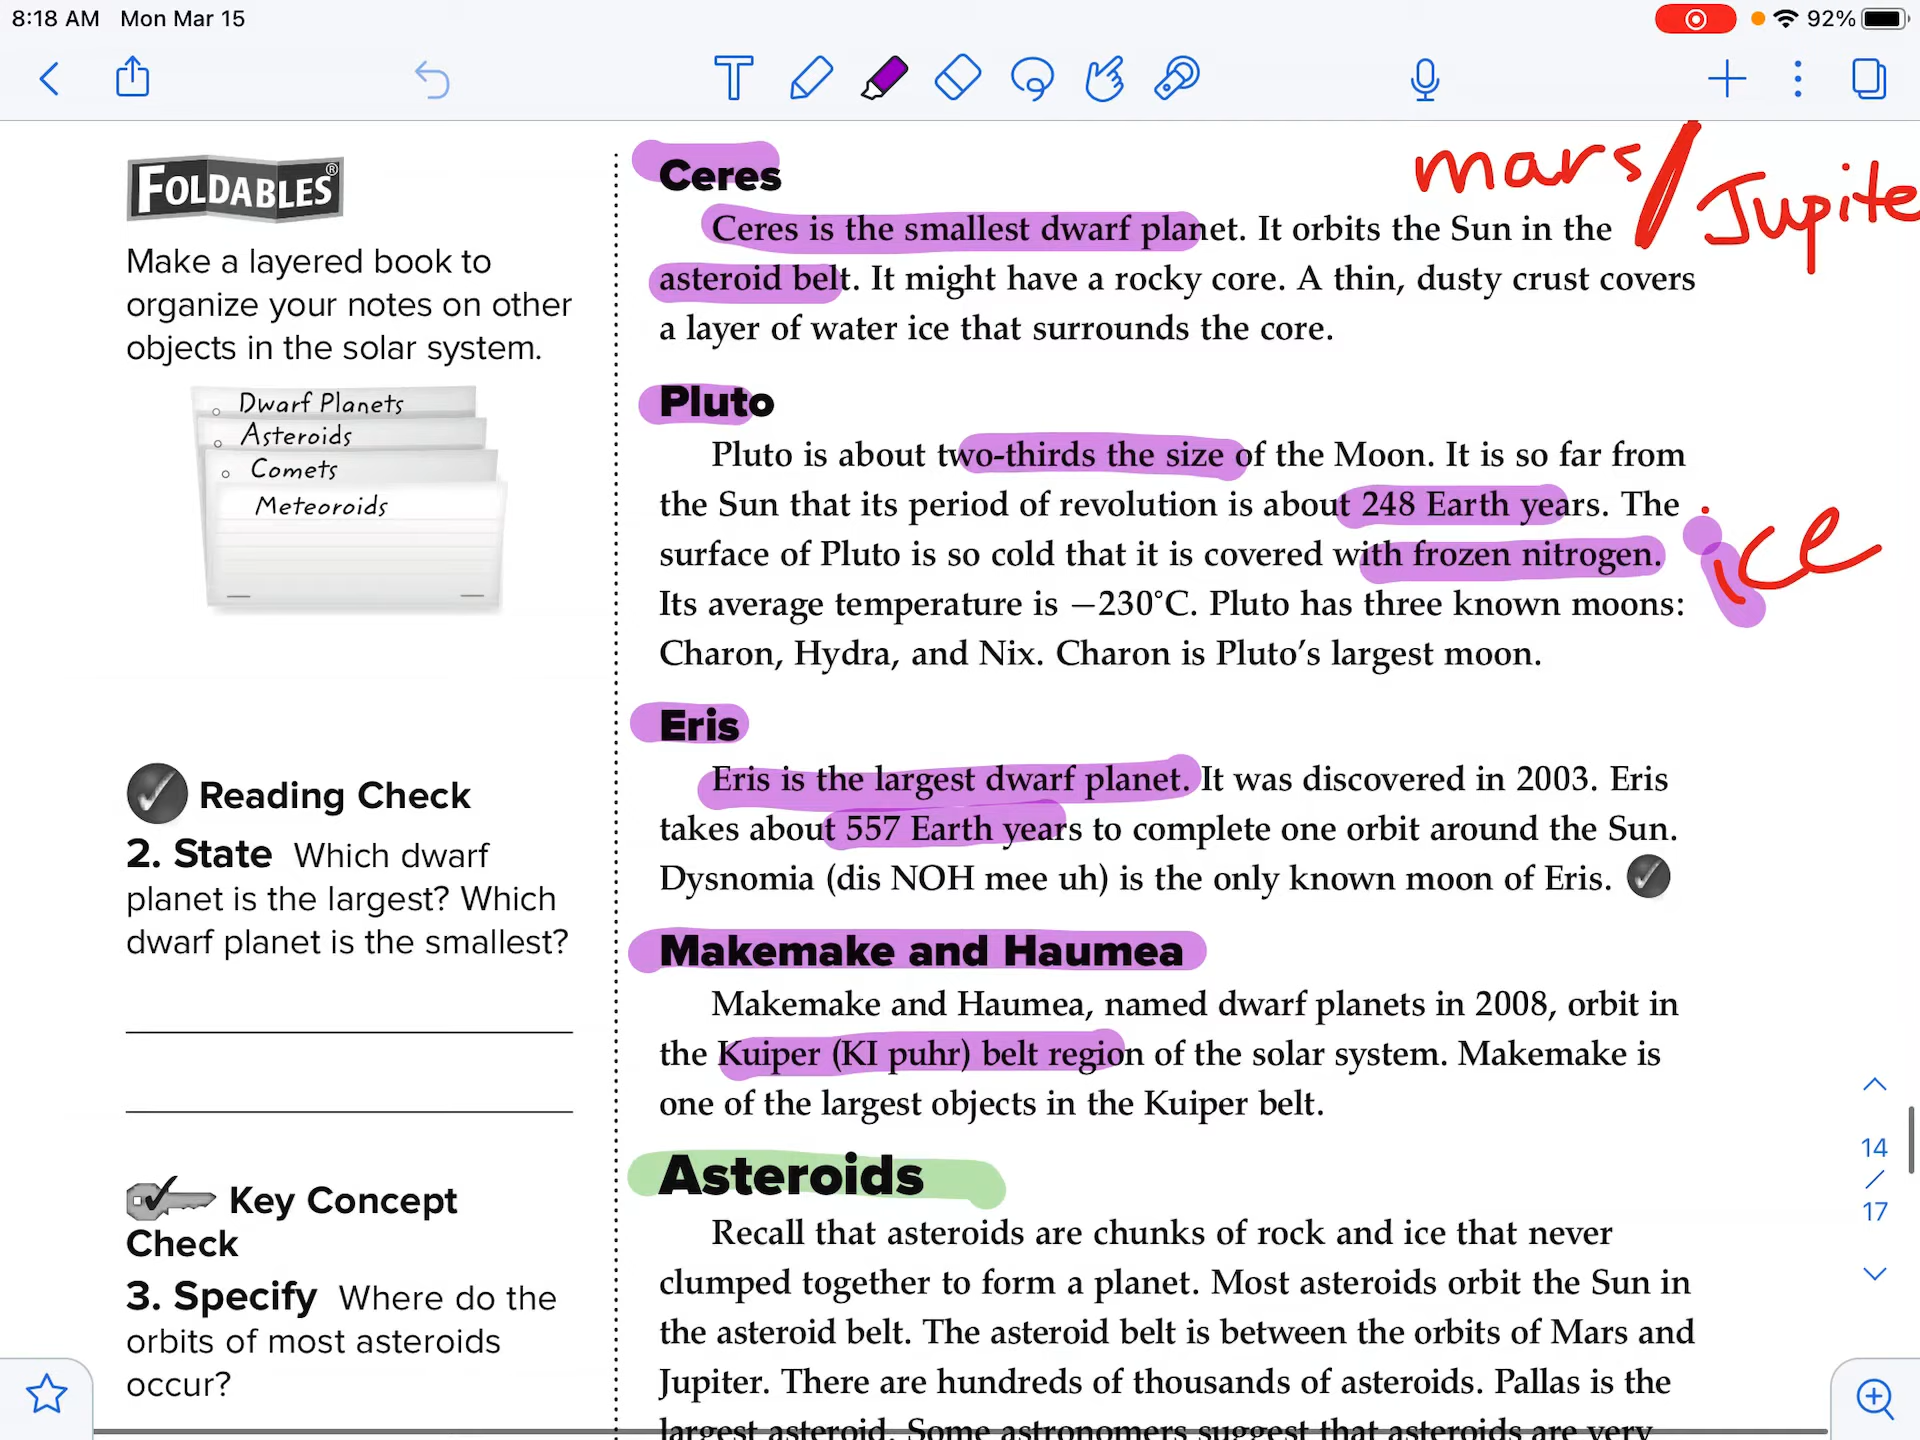 8:18 AM Mon Mar 15
92%
T
FOLDABLES®
Make a layered book to
organize your notes on other
objects in the solar system.
Dwarf Planets
Asteroids
Comets
Meteoroids
Reading Check
2. State Which dwarf
planet is the largest? Which
dwarf planet is the smallest?
Key Concept
Check
3. Specify Where do the
orbits of most asteroids
occur?
mars/
Jupite
Ceres
Ceres is the smallest dwarf planet. It orbits the Sun in the
asteroid belt. It might have a rocky core. A thin, dusty crust covers
a layer of water ice that surrounds the core.
Pluto
Pluto is about two-thirds the size of the Moon. It is so far from
the Sun that its period of revolution is about 248 Earth years. The
surface of Pluto is so cold that it is covered with frozen nitrogen.
ice
Its average temperature is −230°C. Pluto has three known moons:
Charon, Hydra, and Nix. Charon is Pluto's largest moon.
Eris
Eris is the largest dwarf planet. It was discovered in 2003. Eris
takes about 557 Earth years to complete one orbit around the Sun.
Dysnomia (dis NOH mee uh) is the only known moon of Eris.
Makemake and Haumea
Makemake and Haumea, named dwarf planets in 2008, orbit in
the Kuiper (KI puhr) belt region of the solar system. Makemake is
one of the largest objects in the Kuiper belt.
Asteroids
Recall that asteroids are chunks of rock and ice that never
clumped together to form a planet. Most asteroids orbit the Sun in
the asteroid belt. The asteroid belt is between the orbits of Mars and
Jupiter. There are hundreds of thousands of asteroids. Pallas is the
largest asteroid. Some astronomers suggest that asteroids are very
14
/
17